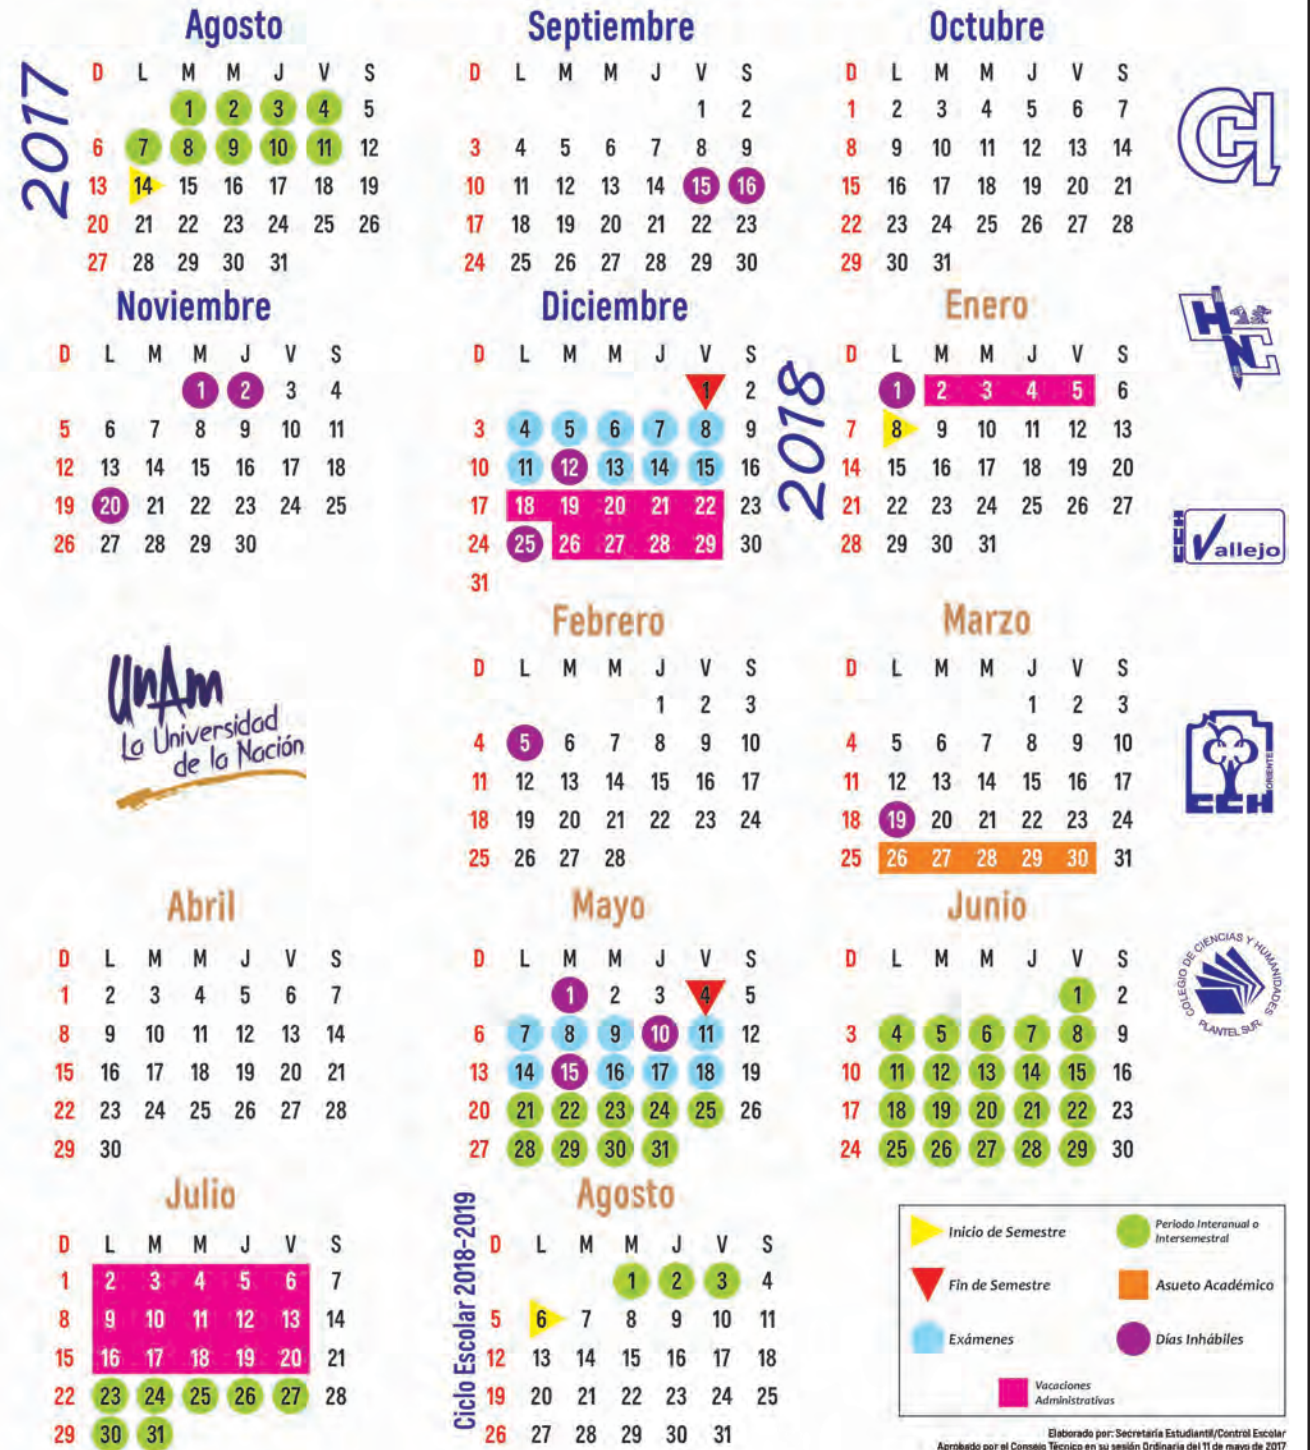 2017
Agosto
D L M M J V S
1 2 3 4 5
6 7 8 9 10 11 12
13 14 15 16 17 18 19
20 21 22 23 24 25 26
27 28 29 30 31
Septiembre
D L M M J V S
1 2
3 4 5 6 7 8 9
10 11 12 13 14 15 16
17 18 19 20 21 22 23
24 25 26 27 28 29 30
Octubre
D L M M J V S
1 2 3 4 5 6 7
8 9 10 11 12 13 14
15 16 17 18 19 20 21
22 23 24 25 26 27 28
29 30 31
Noviembre
D L M M J V S
1 2 3 4
5 6 7 8 9 10 11
12 13 14 15 16 17 18
19 20 21 22 23 24 25
26 27 28 29 30
Diciembre
D L M M J V S
1 2
3 4 5 6 7 8 9
10 11 12 13 14 15 16
17 18 19 20 21 22 23
24 25 26 27 28 29 30
31
2018
Enero
D L M M J V S
1 2 3 4 5 6
7 8 9 10 11 12 13
14 15 16 17 18 19 20
21 22 23 24 25 26 27
28 29 30 31
CCH
Vallejo
UnAm
La Universidad
de la Nación
Febrero
D L M M J V S
1 2 3
4 5 6 7 8 9 10
11 12 13 14 15 16 17
18 19 20 21 22 23 24
25 26 27 28
Marzo
D L M M J V S
1 2 3
4 5 6 7 8 9 10
11 12 13 14 15 16 17
18 19 20 21 22 23 24
25 26 27 28 29 30 31
ORIENTE
CCH
Abril
D L M M J V S
1 2 3 4 5 6 7
8 9 10 11 12 13 14
15 16 17 18 19 20 21
22 23 24 25 26 27 28
29 30
Mayo
D L M M J V S
1 2 3 4 5
6 7 8 9 10 11 12
13 14 15 16 17 18 19
20 21 22 23 24 25 26
27 28 29 30 31
Junio
D L M M J V S
1 2
3 4 5 6 7 8 9
10 11 12 13 14 15 16
17 18 19 20 21 22 23
24 25 26 27 28 29 30
COLEGIO DE CIENCIAS Y HUMANIDADES
PLANTEL SUR
Julio
D L M M J V S
1 2 3 4 5 6 7
8 9 10 11 12 13 14
15 16 17 18 19 20 21
22 23 24 25 26 27 28
29 30 31
Ciclo Escolar 2018-2019
Agosto
D L M M J V S
1 2 3 4
5 6 7 8 9 10 11
12 13 14 15 16 17 18
19 20 21 22 23 24 25
26 27 28 29 30 31
Inicio de Semestre
Periodo Interanual o
Intersemestral
Fin de Semestre
Asueto Académico
Exámenes
Días Inhábiles
Vacaciones
Administrativas
Elaborado por: Secretaría Estudiantil/Control Escolar
Aprobado por el Consejo Técnico en su sesión Ordinaria del 11 de mayo de 2017